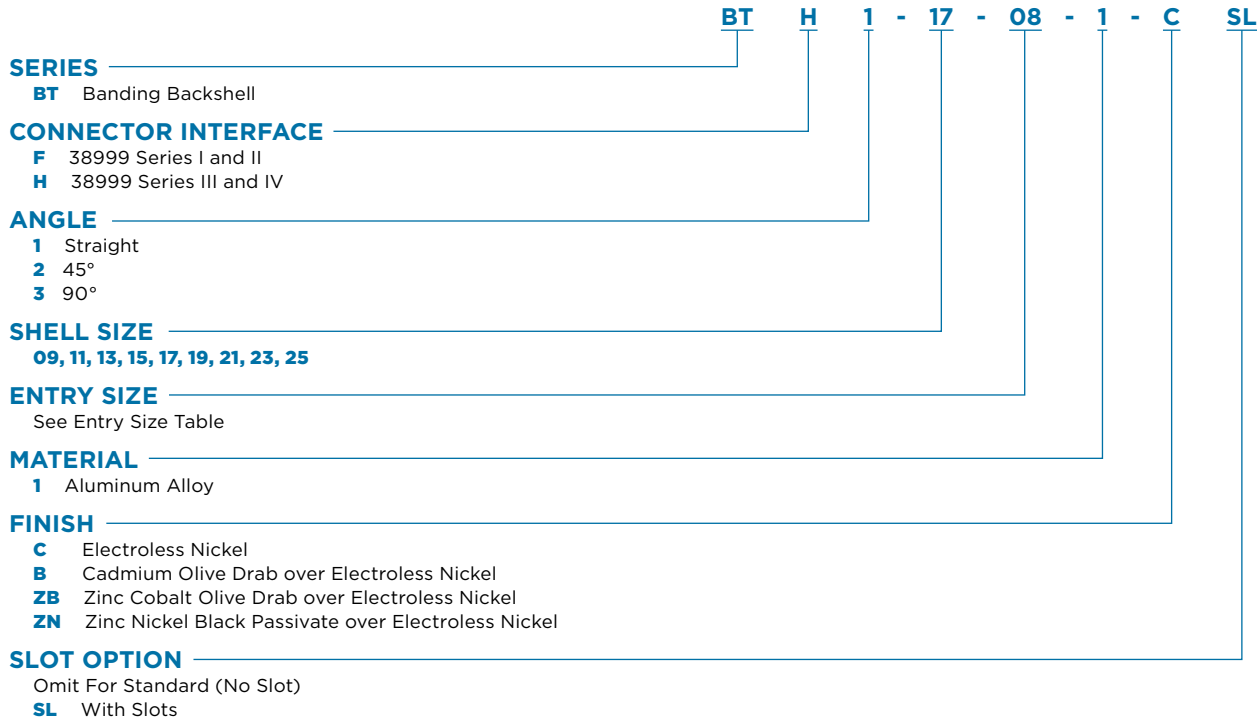 BT H 1 - 17 - 08 - 1 - C SL
SERIES
BT Banding Backshell
CONNECTOR INTERFACE
F 38999 Series I and II
H 38999 Series III and IV
ANGLE
1 Straight
2 45°
3 90°
SHELL SIZE
09, 11, 13, 15, 17, 19, 21, 23, 25
ENTRY SIZE
See Entry Size Table
MATERIAL
1 Aluminum Alloy
FINISH
C Electroless Nickel
B Cadmium Olive Drab over Electroless Nickel
ZB Zinc Cobalt Olive Drab over Electroless Nickel
ZN Zinc Nickel Black Passivate over Electroless Nickel
SLOT OPTION
Omit For Standard (No Slot)
SL With Slots